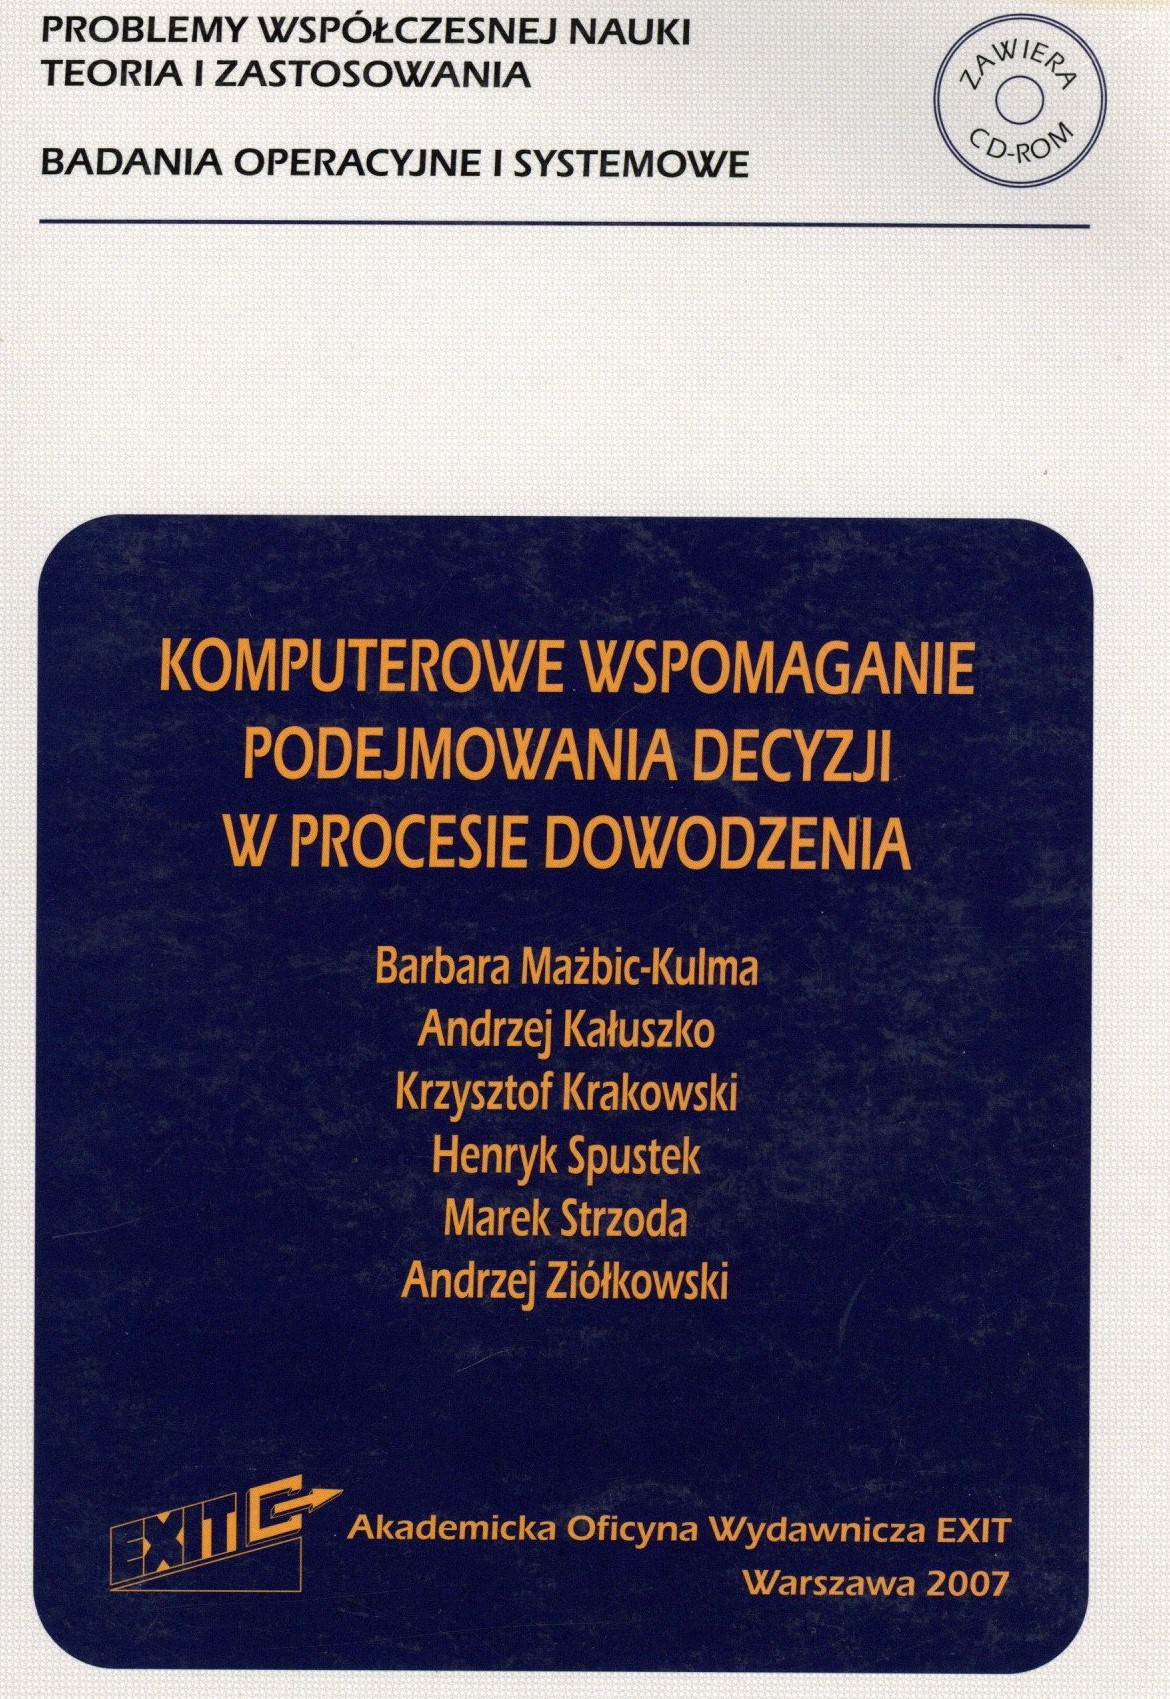 PROBLEMY WSPÓŁCZESNEJ NAUKI
TEORIA I ZASTOSOWANIA
BADANIA OPERACYJNE I SYSTEMOWE
ZAWIERA
CD-ROM
KOMPUTEROWE WSPOMAGANIE
PODEJMOWANIA DECYZJI
W PROCESIE DOWODZENIA
Barbara Mażbic-Kulma
Andrzej Kałuszko
Krzysztof Krakowski
Henryk Spustek
Marek Strzoda
Andrzej Ziółkowski
EXIT
Akademicka Oficyna Wydawnicza EXIT
Warszawa 2007